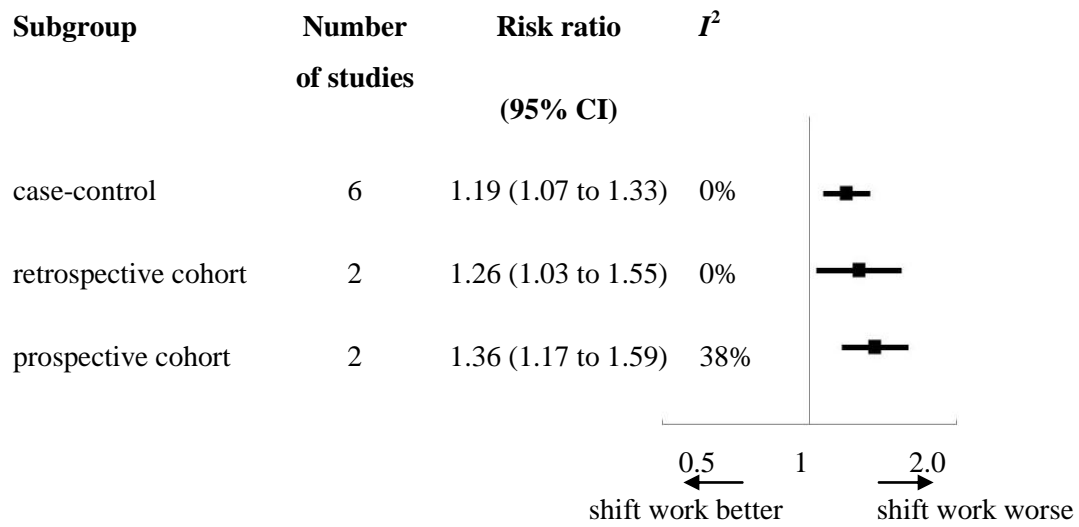 Subgroup Number Risk ratio I²
of studies
(95% CI)
case-control 6 1.19 (1.07 to 1.33) 0%
retrospective cohort 2 1.26 (1.03 to 1.55) 0%
prospective cohort 2 1.36 (1.17 to 1.59) 38%
0.5 1 2.0
shift work better shift work worse